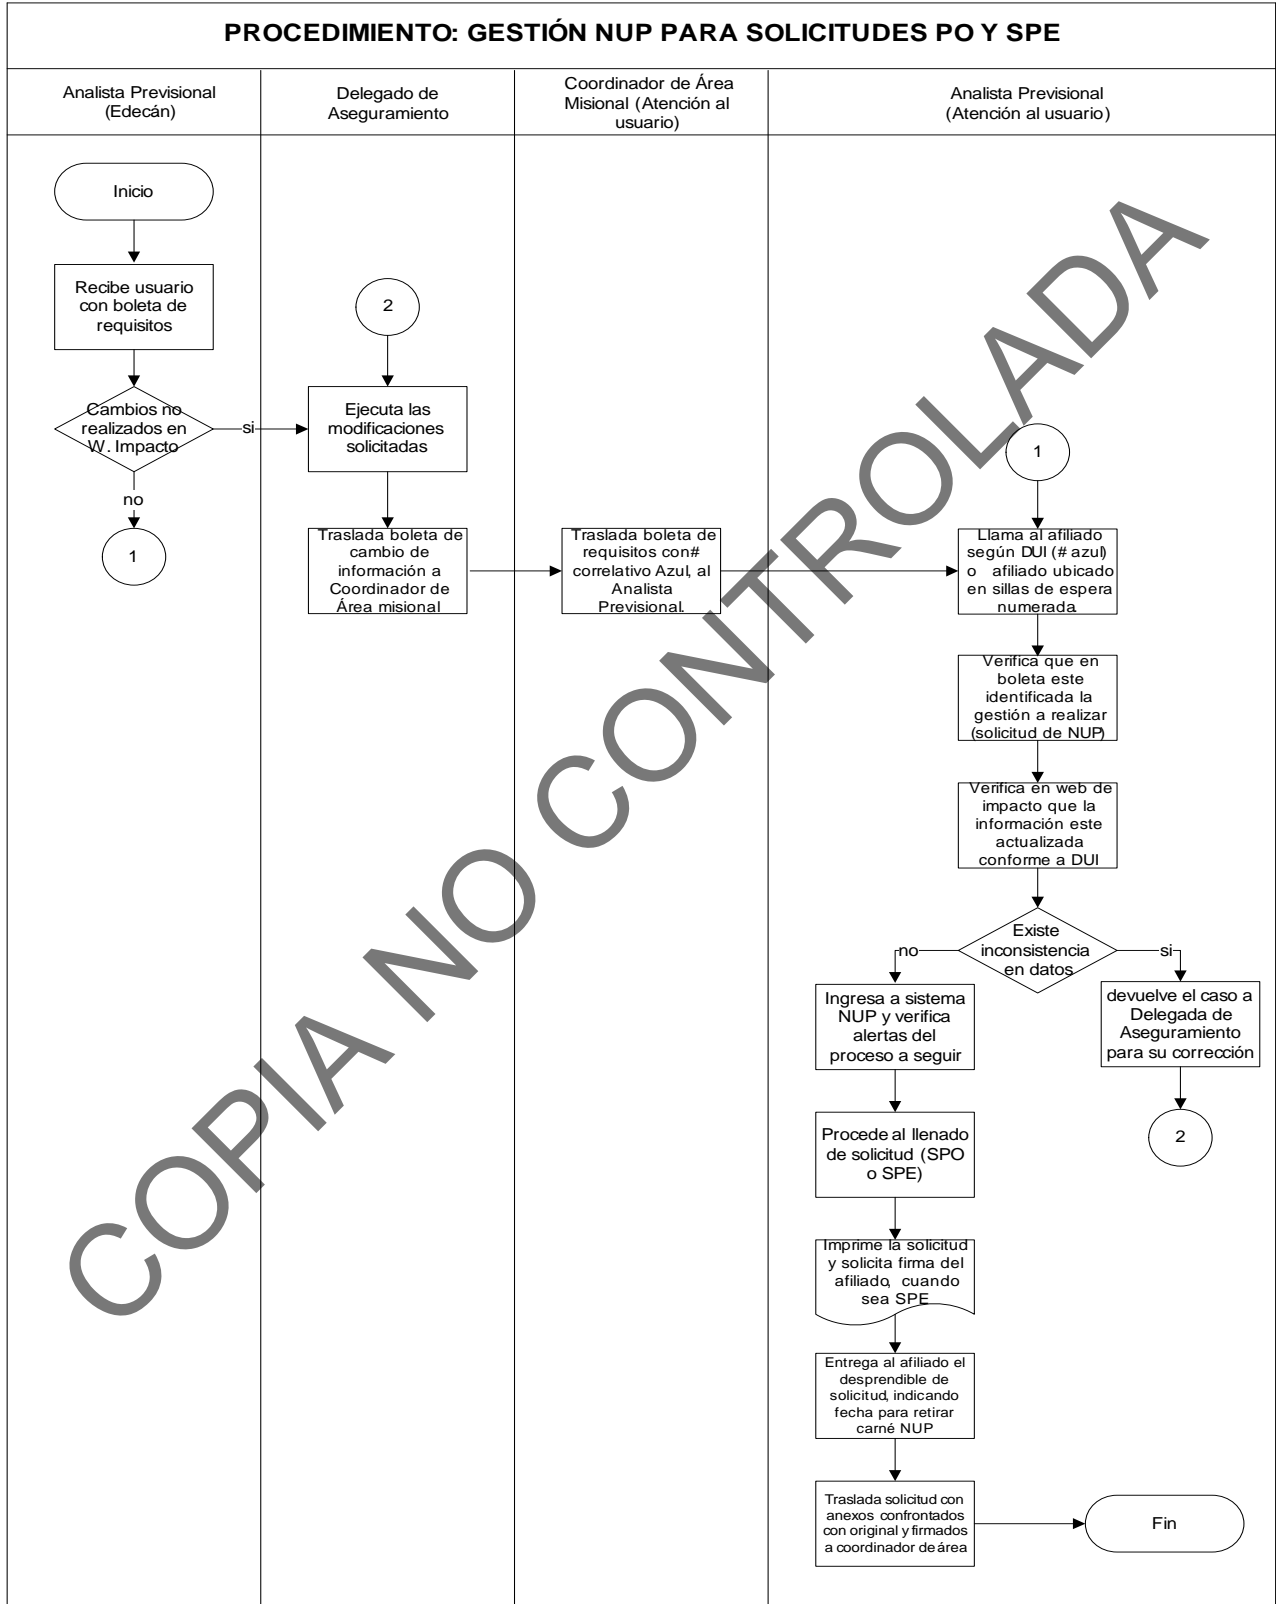 PROCEDIMIENTO: GESTIÓN NUP PARA SOLICITUDES PO Y SPE
Analista Previsional
(Edecán)
Delegado de
Aseguramiento
Coordinador de Área
Misional (Atención al
usuario)
Analista Previsional
(Atención al usuario)
Inicio
Recibe usuario
con boleta de
requisitos
Cambios no
realizados en
W. Impacto
si
no
1
2
Ejecuta las
modificaciones
solicitadas
Traslada boleta de
cambio de
información a
Coordinador de
Área misional
Traslada boleta de
requisitos con#
correlativo Azul, al
Analista
Previsional.
1
Llama al afiliado
según DUI (# azul)
o afiliado ubicado
en sillas de espera
numerada.
Verifica que en
boleta este
identificada la
gestión a realizar
(solicitud de NUP)
Verifica en web de
impacto que la
información este
actualizada
conforme a DUI
Existe
inconsistencia
en datos
no
si
Ingresa a sistema
NUP y verifica
alertas del
proceso a seguir
devuelve el caso a
Delegada de
Aseguramiento
para su corrección
2
Procede al llenado
de solicitud (SPO
o SPE)
Imprime la solicitud
y solicita firma del
afiliado, cuando
sea SPE
Entrega al afiliado el
desprendible de
solicitud, indicando
fecha para retirar
carné NUP
Traslada solicitud con
anexos confrontados
con original y firmados
a coordinador de área
Fin
COPIA NO CONTROLADA